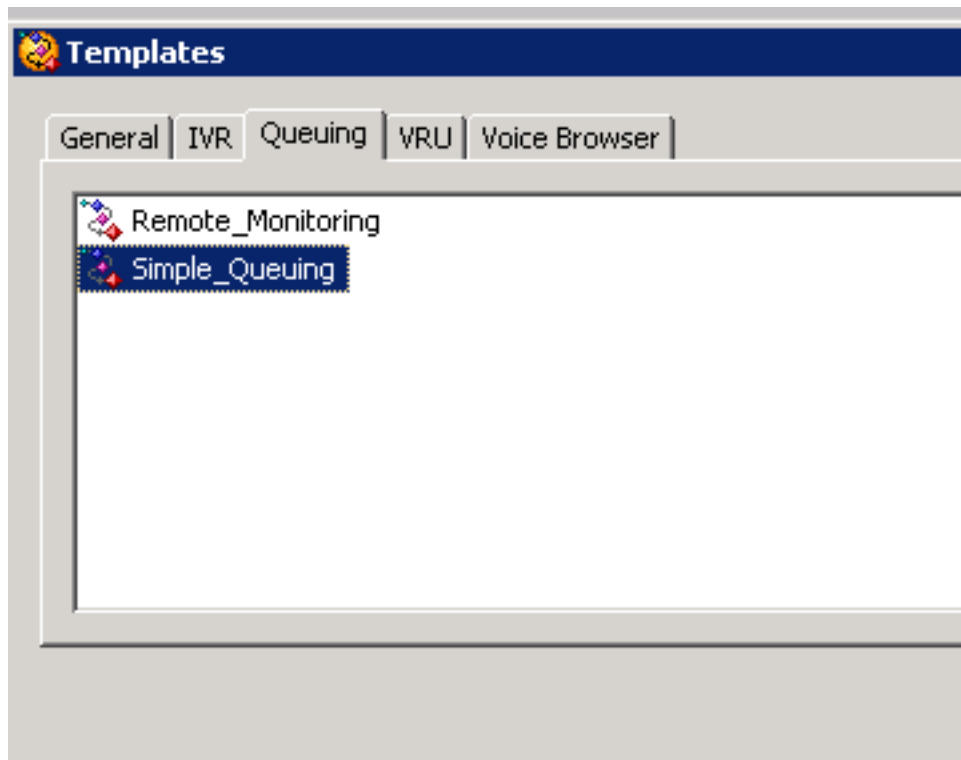 Templates
General IVR Queuing VRU Voice Browser
Remote_Monitoring
Simple_Queuing